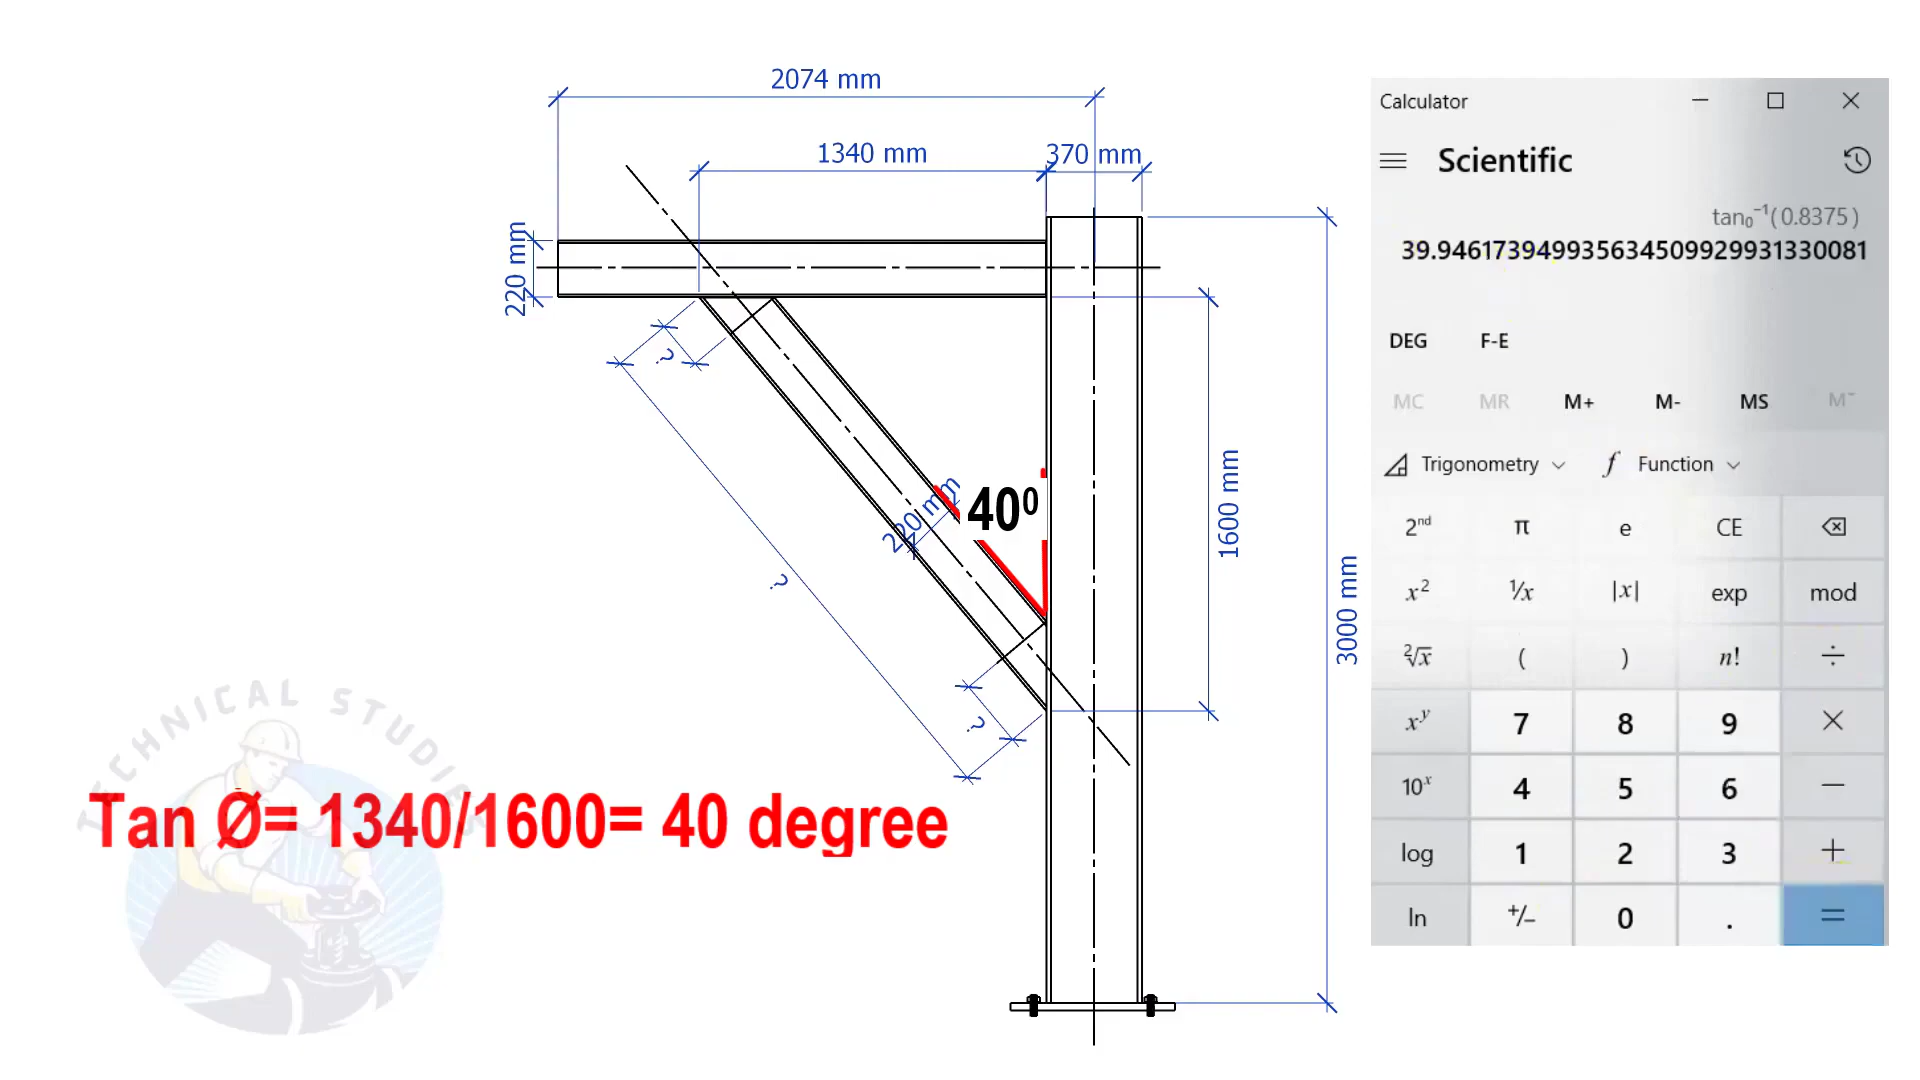 2074 mm
1340 mm
370 mm
220 mm
?
220 mm
40⁰
?
?
1600 mm
3000 mm
TECHNICAL STUDIES
Tan Ø= 1340/1600= 40 degree
Calculator
Scientific
tan₀⁻¹(0.8375)
39.946173949935634509929931330081
DEG F-E
MC MR M+ M- MS M˅
Trigonometry f Function
2ⁿᵈ π e CE
x² ¹/x |x| exp mod
²√x ( ) n! ÷
xʸ 7 8 9 ×
10ˣ 4 5 6 −
log 1 2 3 +
ln +/− 0 . =